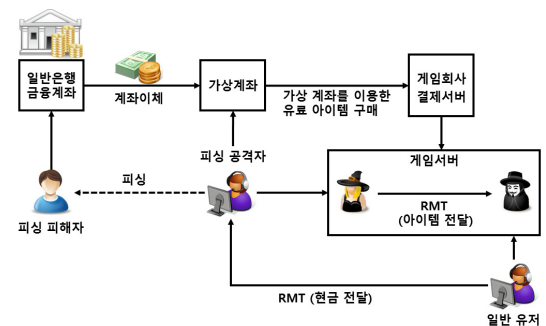 일반은행
금융계좌
계좌이체
가상계좌
가상 계좌를 이용한
유료 아이템 구매
게임회사
결제서버
피싱 공격자
게임서버
피싱
RMT
(아이템 전달)
피싱 피해자
RMT (현금 전달)
일반 유저